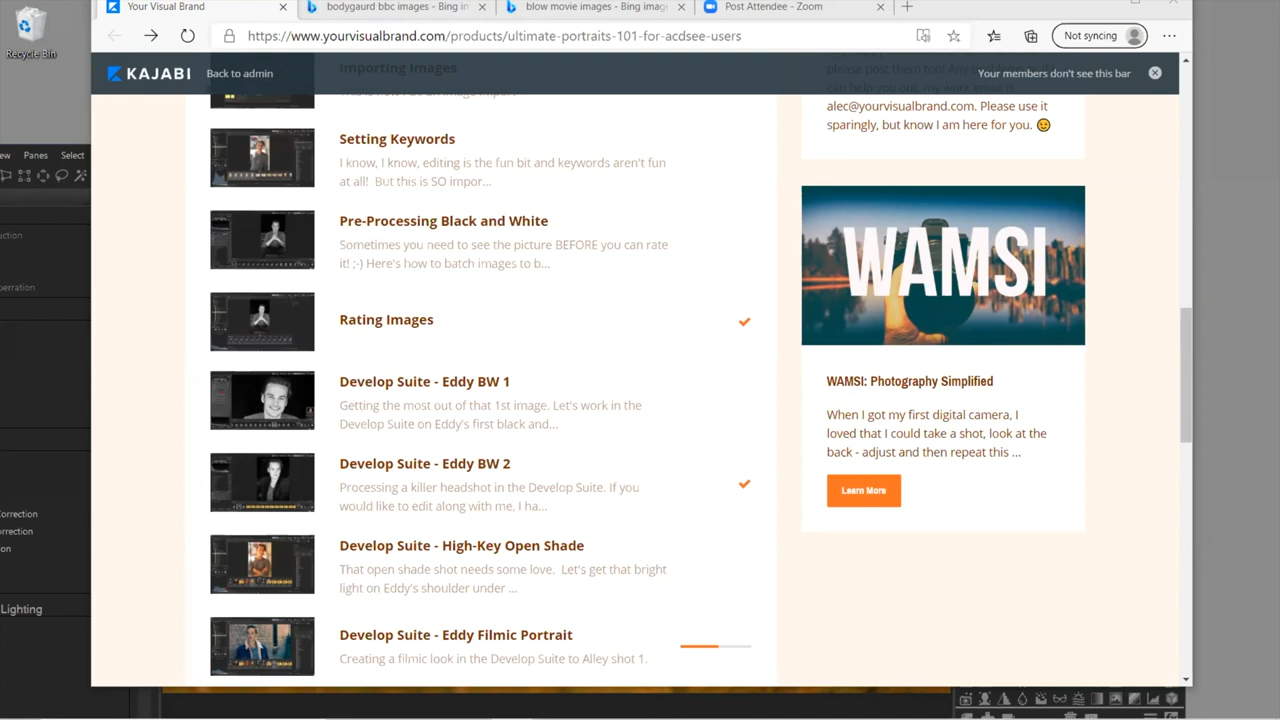 Your Visual Brand
bodygaurd bbc images - Bing im
blow movie images - Bing imag
Post Attendee - Zoom
https://www.yourvisualbrand.com/products/ultimate-portraits-101-for-acdsee-users
Not syncing
Recycle Bin
KAJABI
Back to admin
Your members don't see this bar
Importing Images
Setting Keywords
I know, I know, editing is the fun bit and keywords aren't fun
at all! But this is SO impor...
Pre-Processing Black and White
Sometimes you need to see the picture BEFORE you can rate
it! ;-) Here's how to batch images to b...
Rating Images
Develop Suite - Eddy BW 1
Getting the most out of that 1st image. Let's work in the
Develop Suite on Eddy's first black and...
Develop Suite - Eddy BW 2
Processing a killer headshot in the Develop Suite. If you
would like to edit along with me, I ha...
Develop Suite - High-Key Open Shade
That open shade shot needs some love. Let's get that bright
light on Eddy's shoulder under ...
Develop Suite - Eddy Filmic Portrait
Creating a filmic look in the Develop Suite to Alley shot 1.
please post them too! Any
alec@yourvisualbrand.com. Please use it
sparingly, but know I am here for you. 😉
WAMSI
WAMSI: Photography Simplified
When I got my first digital camera, I
loved that I could take a shot, look at the
back - adjust and then repeat this ...
Learn More
ew
Panes
Select
uction
peration
Correction
orrection
on
Lighting